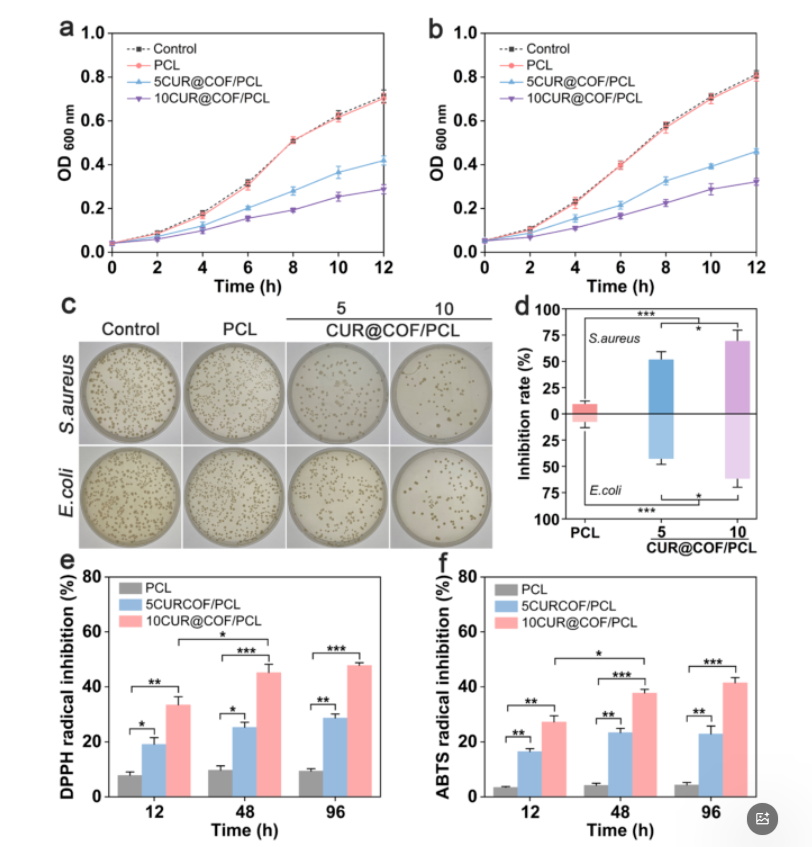 a
1.0
0.8
0.6
0.4
0.2
0.0
OD 600 nm
Control
PCL
5CUR@COF/PCL
10CUR@COF/PCL
0 2 4 6 8 10 12
Time (h)
b
1.0
0.8
0.6
0.4
0.2
0.0
OD 600 nm
Control
PCL
5CUR@COF/PCL
10CUR@COF/PCL
0 2 4 6 8 10 12
Time (h)
c
5 10
Control PCL CUR@COF/PCL
S.aureus
E.coli
d
100
75
50
25
0
25
50
75
100
Inhibition rate (%)
***
*
S.aureus
E.coli
*
***
PCL 5 10
CUR@COF/PCL
e
80
60
40
20
0
DPPH radical inhibition (%)
PCL
5CURCOF/PCL
10CUR@COF/PCL
*
*** ***
**
* * **
12 48 96
Time (h)
f
80
60
40
20
0
ABTS radical inhibition (%)
PCL
5CURCOF/PCL
10CUR@COF/PCL
*
*** ***
**
** ** **
12 48 96
Time (h)